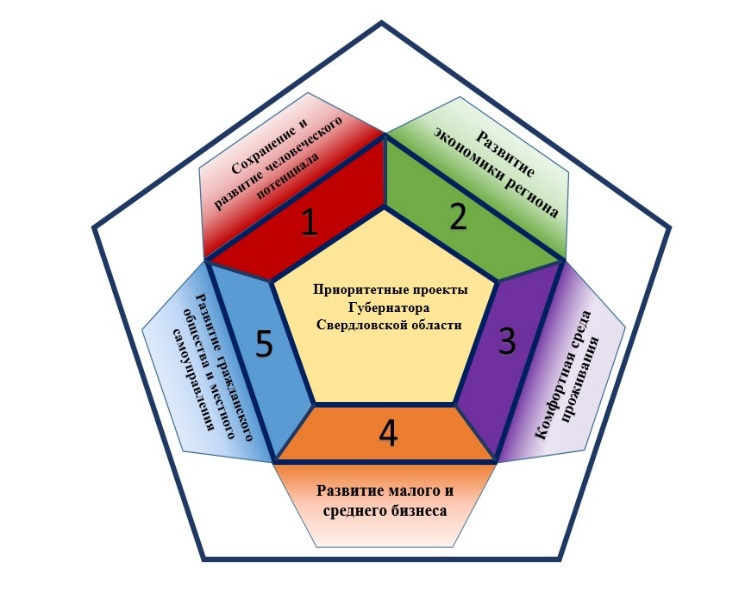 Сохранение и
развитие человеческого
потенциала
1
Развитие
экономики региона
2
Приоритетные проекты
Губернатора
Свердловской области
3
Комфортная среда
проживания
4
Развитие малого и
среднего бизнеса
5
Развитие гражданского
общества и местного
самоуправления